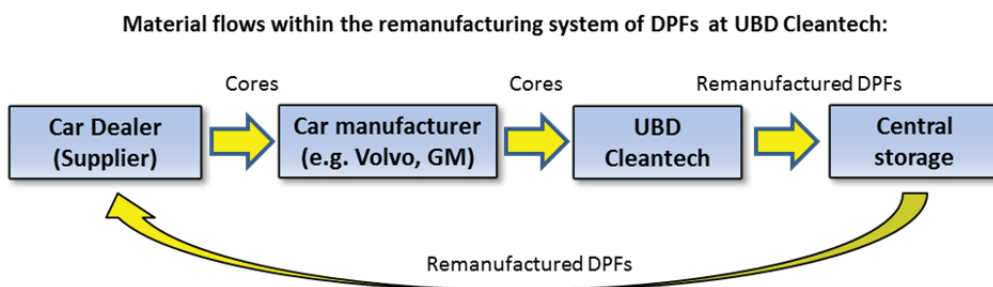 Material flows within the remanufacturing system of DPFs at UBD Cleantech:
Cores
Cores
Remanufactured DPFs
Car Dealer
(Supplier)
Car manufacturer
(e.g. Volvo, GM)
UBD
Cleantech
Central
storage
Remanufactured DPFs